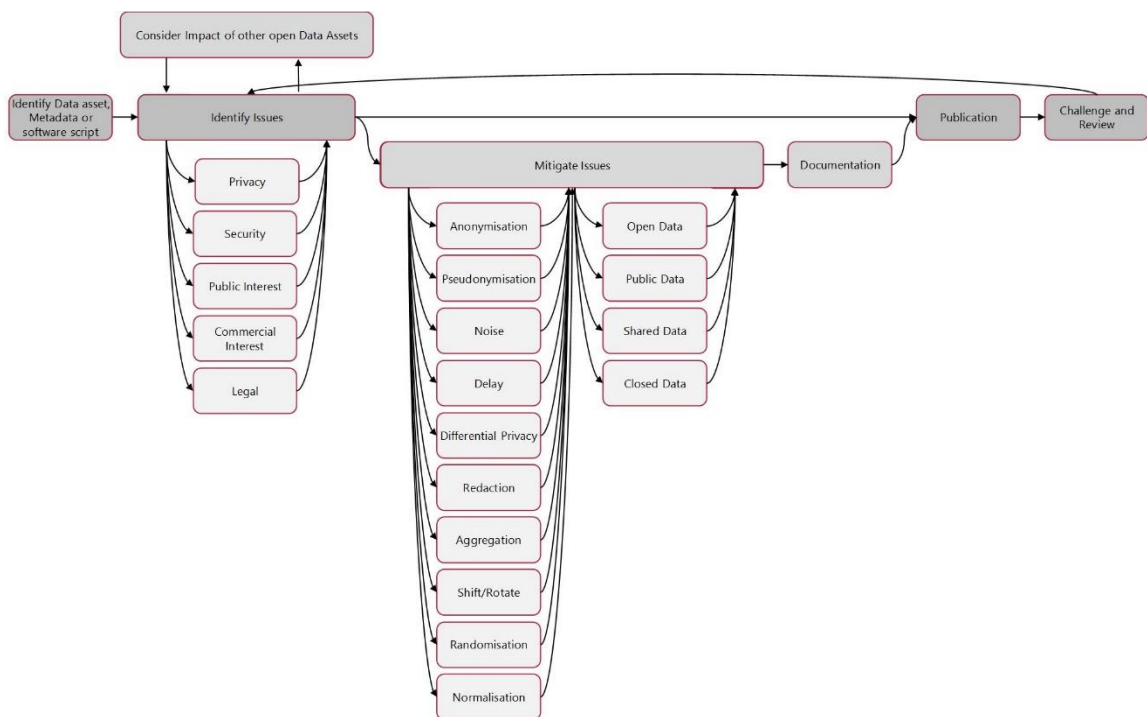 Consider Impact of other open Data Assets
Identify Data asset,
Metadata or
software script
Identify Issues
Publication
Challenge and
Review
Mitigate Issues
Documentation
Privacy
Security
Public Interest
Commercial
Interest
Legal
Anonymisation
Pseudonymisation
Noise
Delay
Differential Privacy
Redaction
Aggregation
Shift/Rotate
Randomisation
Normalisation
Open Data
Public Data
Shared Data
Closed Data